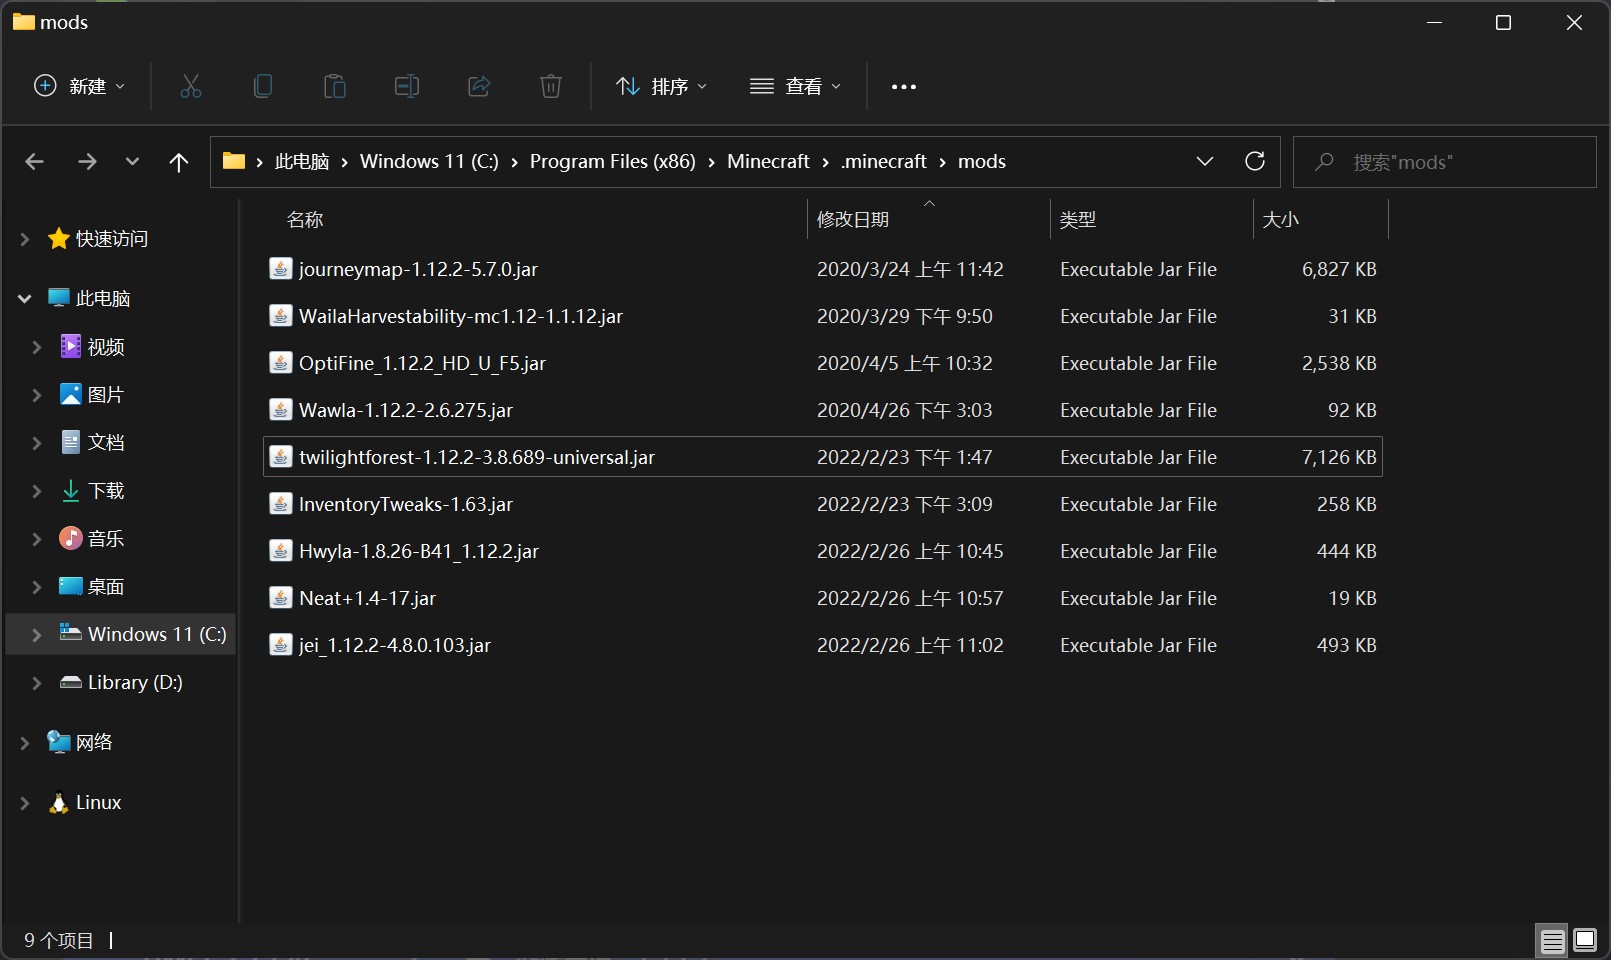 mods
新建 排序 查看
此电脑 Windows 11 (C:) Program Files (x86) Minecraft .minecraft mods 搜索"mods"
快速访问
此电脑
视频
图片
文档
下载
音乐
桌面
Windows 11 (C:)
Library (D:)
网络
Linux
名称 修改日期 类型 大小
journeymap-1.12.2-5.7.0.jar 2020/3/24 上午 11:42 Executable Jar File 6,827 KB
WailaHarvestability-mc1.12-1.1.12.jar 2020/3/29 下午 9:50 Executable Jar File 31 KB
OptiFine_1.12.2_HD_U_F5.jar 2020/4/5 上午 10:32 Executable Jar File 2,538 KB
Wawla-1.12.2-2.6.275.jar 2020/4/26 下午 3:03 Executable Jar File 92 KB
twilightforest-1.12.2-3.8.689-universal.jar 2022/2/23 下午 1:47 Executable Jar File 7,126 KB
InventoryTweaks-1.63.jar 2022/2/23 下午 3:09 Executable Jar File 258 KB
Hwyla-1.8.26-B41_1.12.2.jar 2022/2/26 上午 10:45 Executable Jar File 444 KB
Neat+1.4-17.jar 2022/2/26 上午 10:57 Executable Jar File 19 KB
jei_1.12.2-4.8.0.103.jar 2022/2/26 上午 11:02 Executable Jar File 493 KB
9 个项目